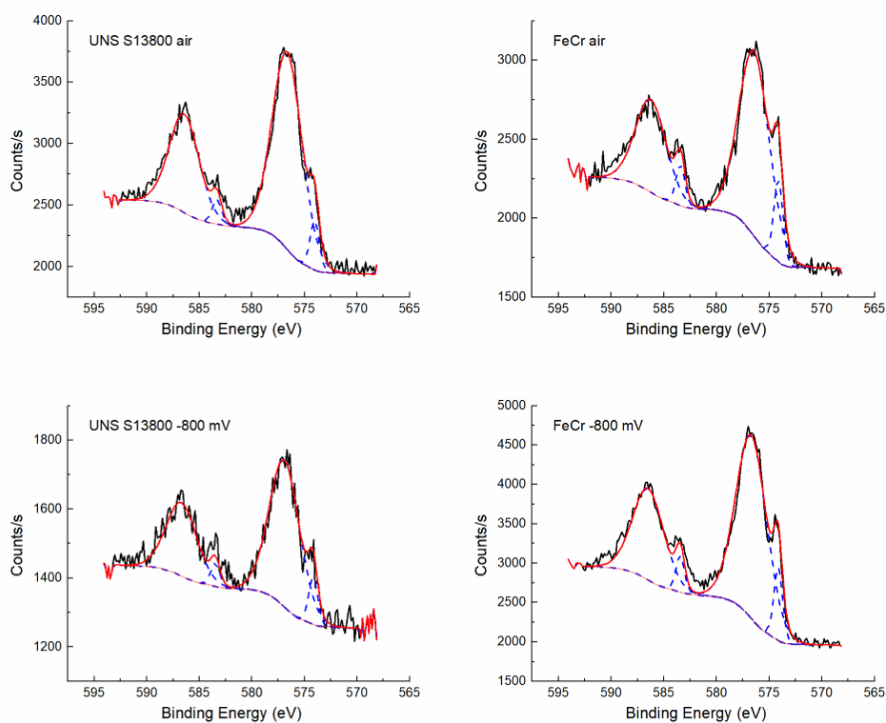 UNS S13800 air
4000
3500
3000
2500
2000
Counts/s
595 590 585 580 575 570 565
Binding Energy (eV)
FeCr air
3000
2500
2000
1500
Counts/s
595 590 585 580 575 570 565
Binding Energy (eV)
UNS S13800 -800 mV
1800
1600
1400
1200
Counts/s
595 590 585 580 575 570 565
Binding Energy (eV)
FeCr -800 mV
5000
4500
4000
3500
3000
2500
2000
1500
Counts/s
595 590 585 580 575 570 565
Binding Energy (eV)